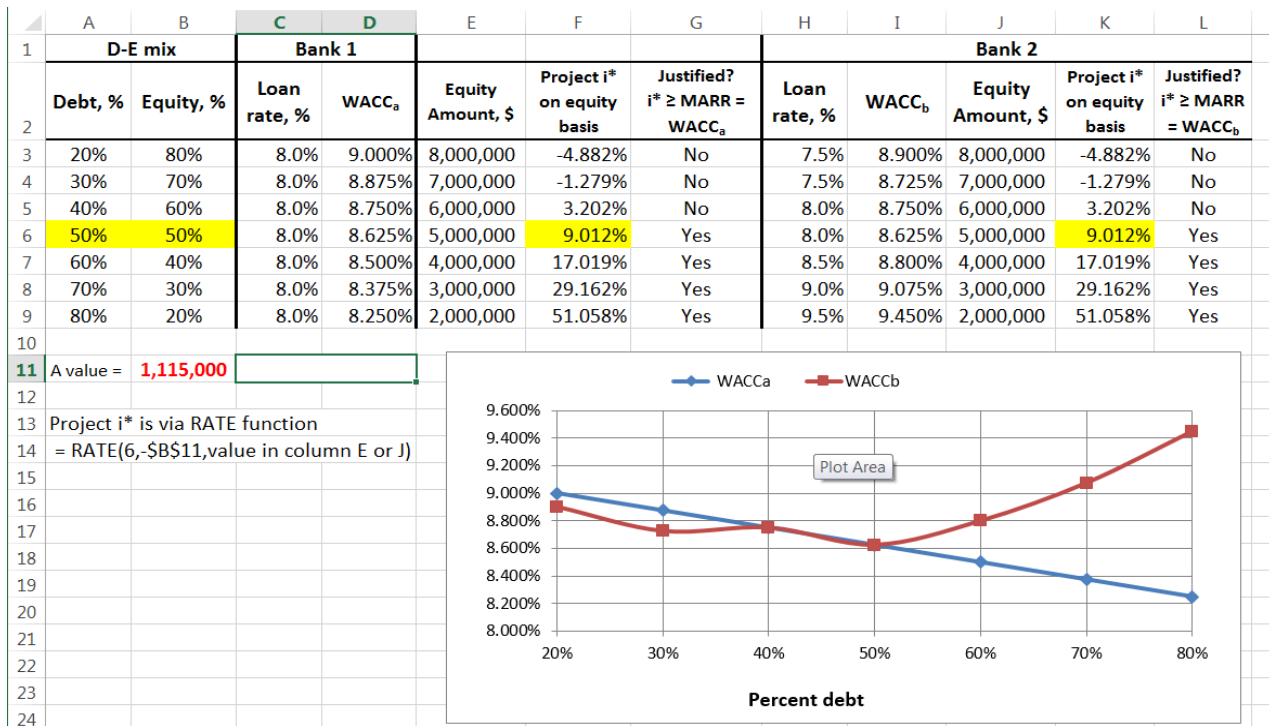 A B C D E F G H I J K L
1 D-E mix Bank 1 Bank 2
2 Debt, % Equity, % Loan rate, % WACCa Equity Amount, $ Project i* on equity basis Justified? i* ≥ MARR = WACCa Loan rate, % WACCb Equity Amount, $ Project i* on equity basis Justified? i* ≥ MARR = WACCb
3 20% 80% 8.0% 9.000% 8,000,000 -4.882% No 7.5% 8.900% 8,000,000 -4.882% No
4 30% 70% 8.0% 8.875% 7,000,000 -1.279% No 7.5% 8.725% 7,000,000 -1.279% No
5 40% 60% 8.0% 8.750% 6,000,000 3.202% No 8.0% 8.750% 6,000,000 3.202% No
6 50% 50% 8.0% 8.625% 5,000,000 9.012% Yes 8.0% 8.625% 5,000,000 9.012% Yes
7 60% 40% 8.0% 8.500% 4,000,000 17.019% Yes 8.5% 8.800% 4,000,000 17.019% Yes
8 70% 30% 8.0% 8.375% 3,000,000 29.162% Yes 9.0% 9.075% 3,000,000 29.162% Yes
9 80% 20% 8.0% 8.250% 2,000,000 51.058% Yes 9.5% 9.450% 2,000,000 51.058% Yes
10
11 A value = 1,115,000
12
13 Project i* is via RATE function
14 = RATE(6,-$B$11,value in column E or J)
15
16
17
18
19
20
21
22
23
24
WACCa WACCb
9.600%
9.400%
9.200%
9.000%
8.800%
8.600%
8.400%
8.200%
8.000%
Plot Area
20% 30% 40% 50% 60% 70% 80%
Percent debt